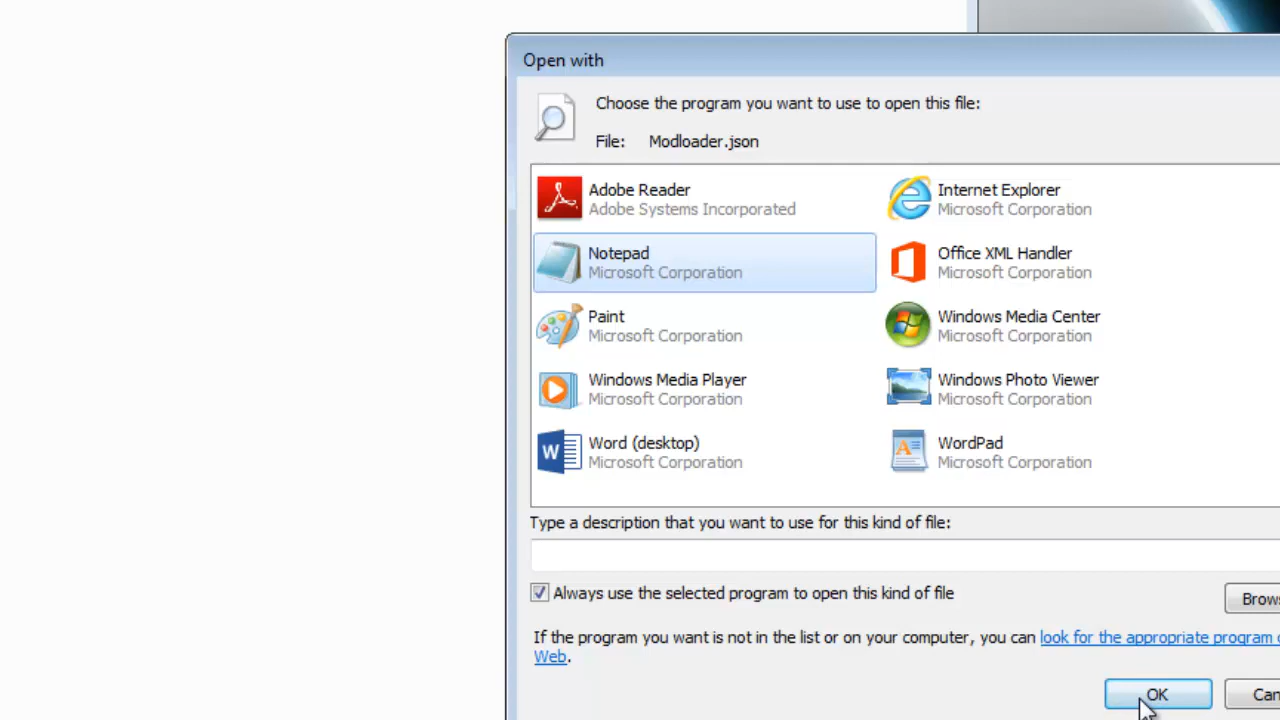 Open with
Choose the program you want to use to open this file:
File: Modloader.json
Adobe Reader
Adobe Systems Incorporated
Internet Explorer
Microsoft Corporation
Notepad
Microsoft Corporation
Office XML Handler
Microsoft Corporation
Paint
Microsoft Corporation
Windows Media Center
Microsoft Corporation
Windows Media Player
Microsoft Corporation
Windows Photo Viewer
Microsoft Corporation
W
Word (desktop)
Microsoft Corporation
WordPad
Microsoft Corporation
Type a description that you want to use for this kind of file:
Always use the selected program to open this kind of file
Brows
If the program you want is not in the list or on your computer, you can look for the appropriate program
Web.
OK
Can